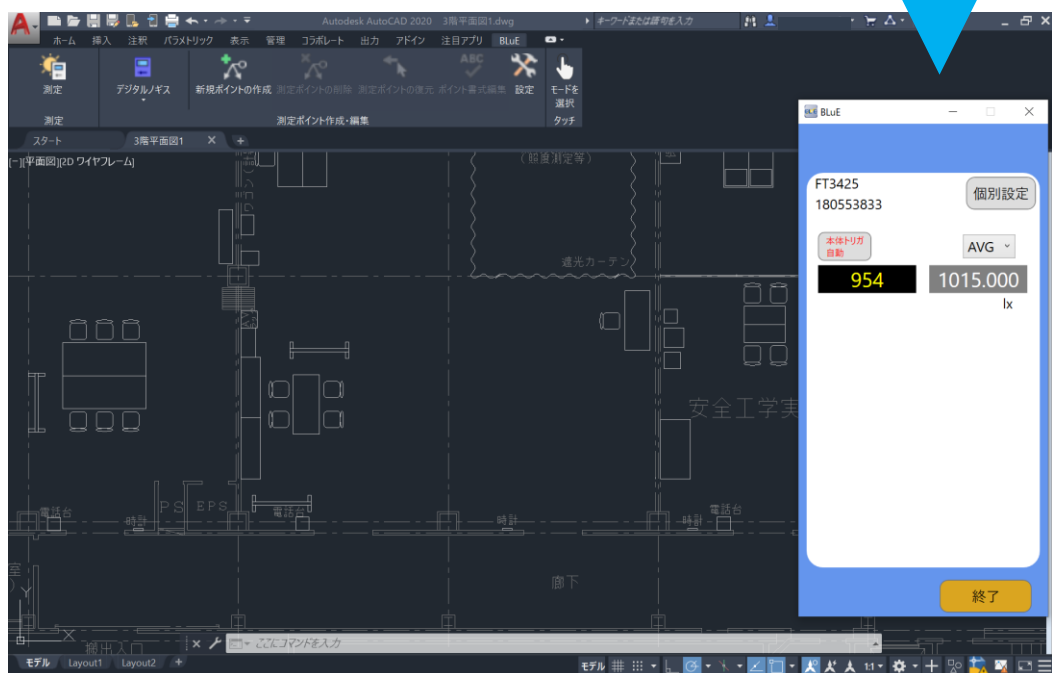 Autodesk AutoCAD 2020 3階平面図1.dwg
キーワードまたは語句を入力
ホーム 挿入 注釈 パラメトリック 表示 管理 コラボレート 出力 アドイン 注目アプリ BLuE
測定
デジタルノギス
新規ポイントの作成 測定ポイントの削除 測定ポイントの復元 ポイント書式編集
ABC
設定
モードを
選択
測定
測定ポイント作成・編集
タッチ
スタート
3階平面図1
[−][平面図][2D ワイヤフレーム]
遮光カーテン
安全工学実
電話台
時計
PS
EPS
電話台
時計
時計
電話台
廊下
Y
X
搬出入口
ここにコマンドを入力
モデル Layout1 Layout2 +
モデル
1:1
BLuE
FT3425
180553833
個別設定
本体トリガ
自動
AVG
954
1015.000
lx
終了